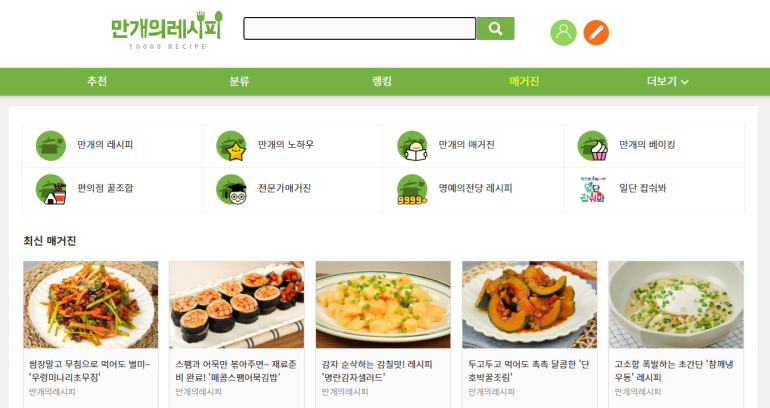 만개의레시피
10000 RECIPE
추천
분류
랭킹
매거진
더보기
만개의 레시피
만개의 노하우
만개의 매거진
만개의 베이킹
편의점 꿀조합
전문가매거진
9999+
명예의전당 레시피
일단
잡숴봐
일단 잡숴봐
최신 매거진
쌈장말고 무침으로 먹어도 별미~
'우렁미나리초무침'
만개의레시피
스팸과 어묵만 볶아주면~ 재료준
비 완료! '매콤스팸어묵김밥'
만개의레시피
감자 순삭하는 감칠맛! 레시피
'명란감자샐러드'
만개의레시피
두고두고 먹어도 촉촉 달콤한 '단
호박꿀조림'
만개의레시피
고소함 폭발하는 초간단 '참깨냉
우동' 레시피
만개의레시피